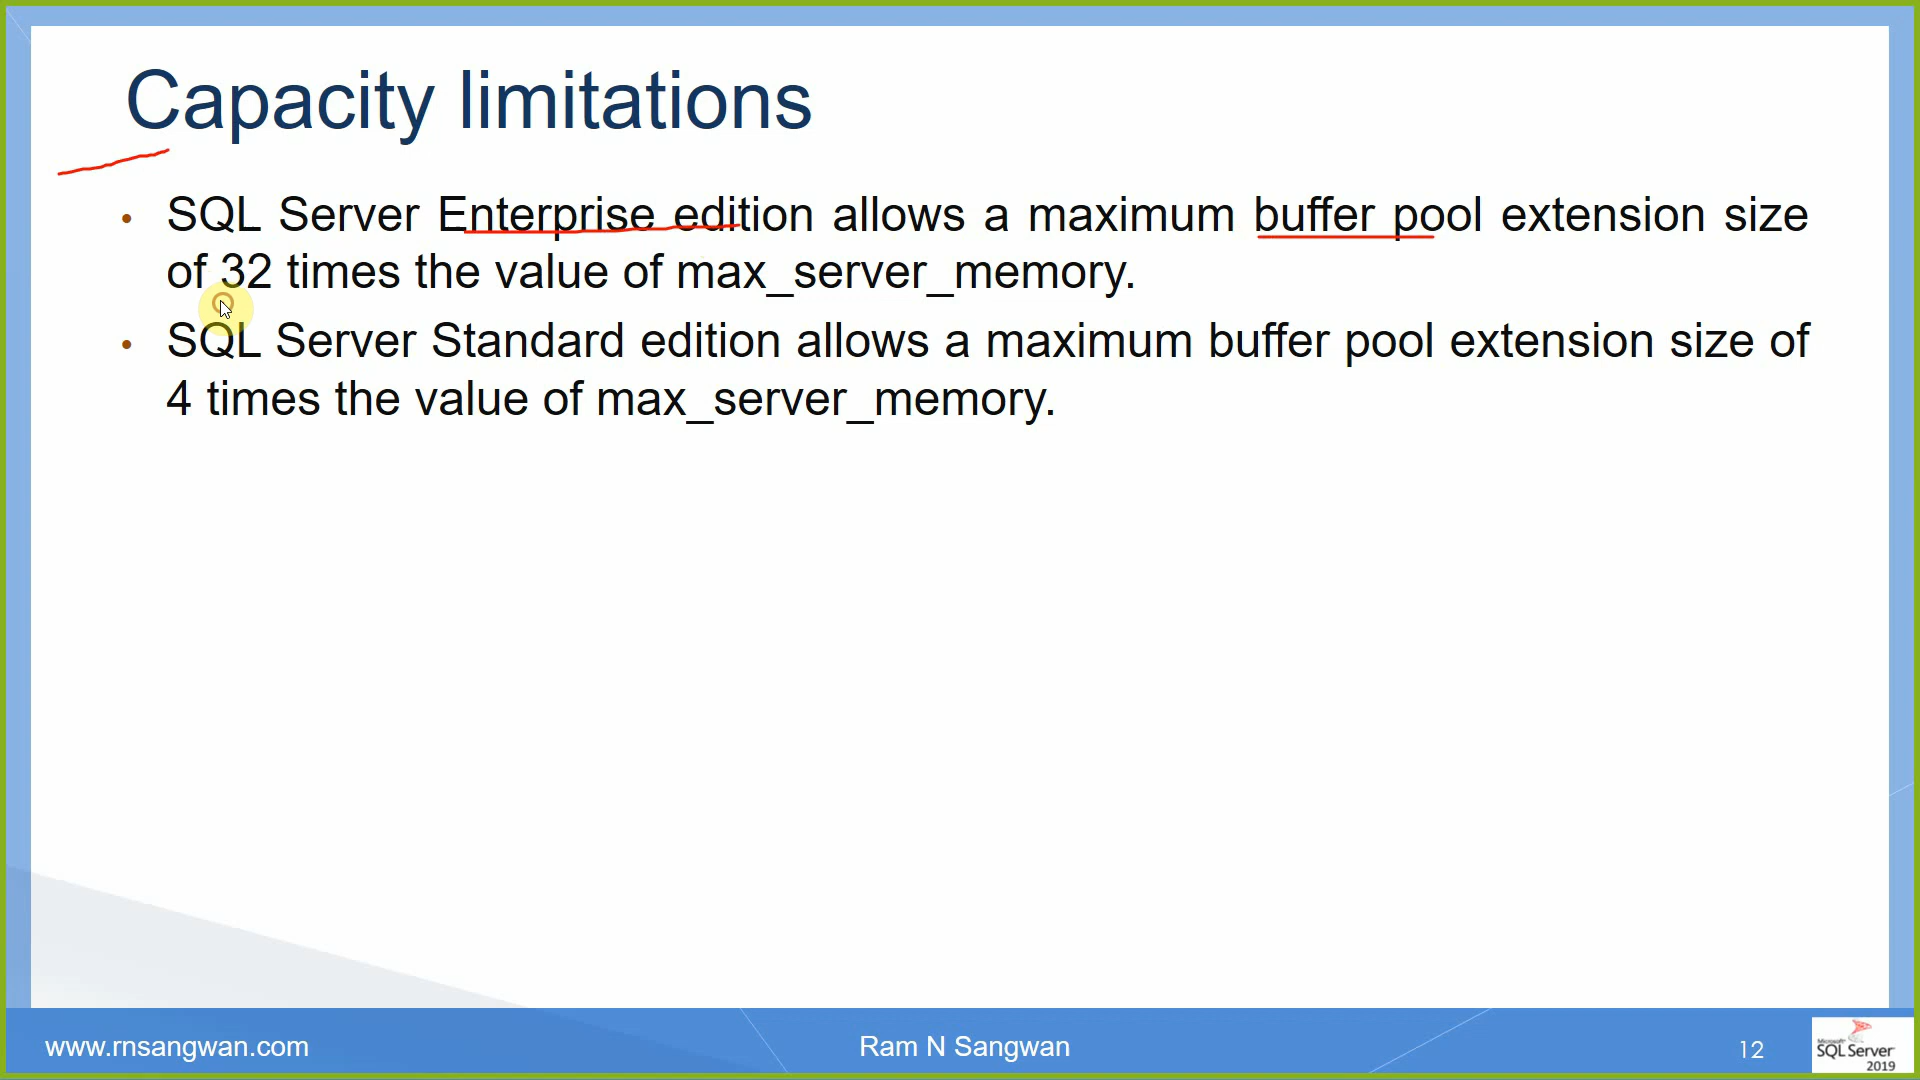 Capacity limitations
• SQL Server Enterprise edition allows a maximum buffer pool extension size
of 32 times the value of max_server_memory.
• SQL Server Standard edition allows a maximum buffer pool extension size of
4 times the value of max_server_memory.
www.rnsangwan.com
Ram N Sangwan
12
Microsoft
SQL Server
2019